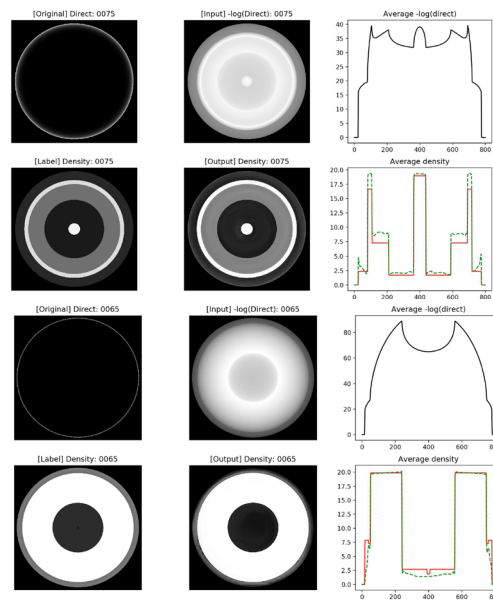 [Original] Direct: 0075
[Input] -log(Direct): 0075
Average -log(direct)
40
35
30
25
20
15
10
5
0
0 200 400 600 800
[Label] Density: 0075
[Output] Density: 0075
Average density
20.0
17.5
15.0
12.5
10.0
7.5
5.0
2.5
0.0
0 200 400 600 800
[Original] Direct: 0065
[Input] -log(Direct): 0065
Average -log(direct)
80
60
40
20
0
0 200 400 600
[Label] Density: 0065
[Output] Density: 0065
Average density
20.0
17.5
15.0
12.5
10.0
7.5
5.0
2.5
0.0
0 200 400 600